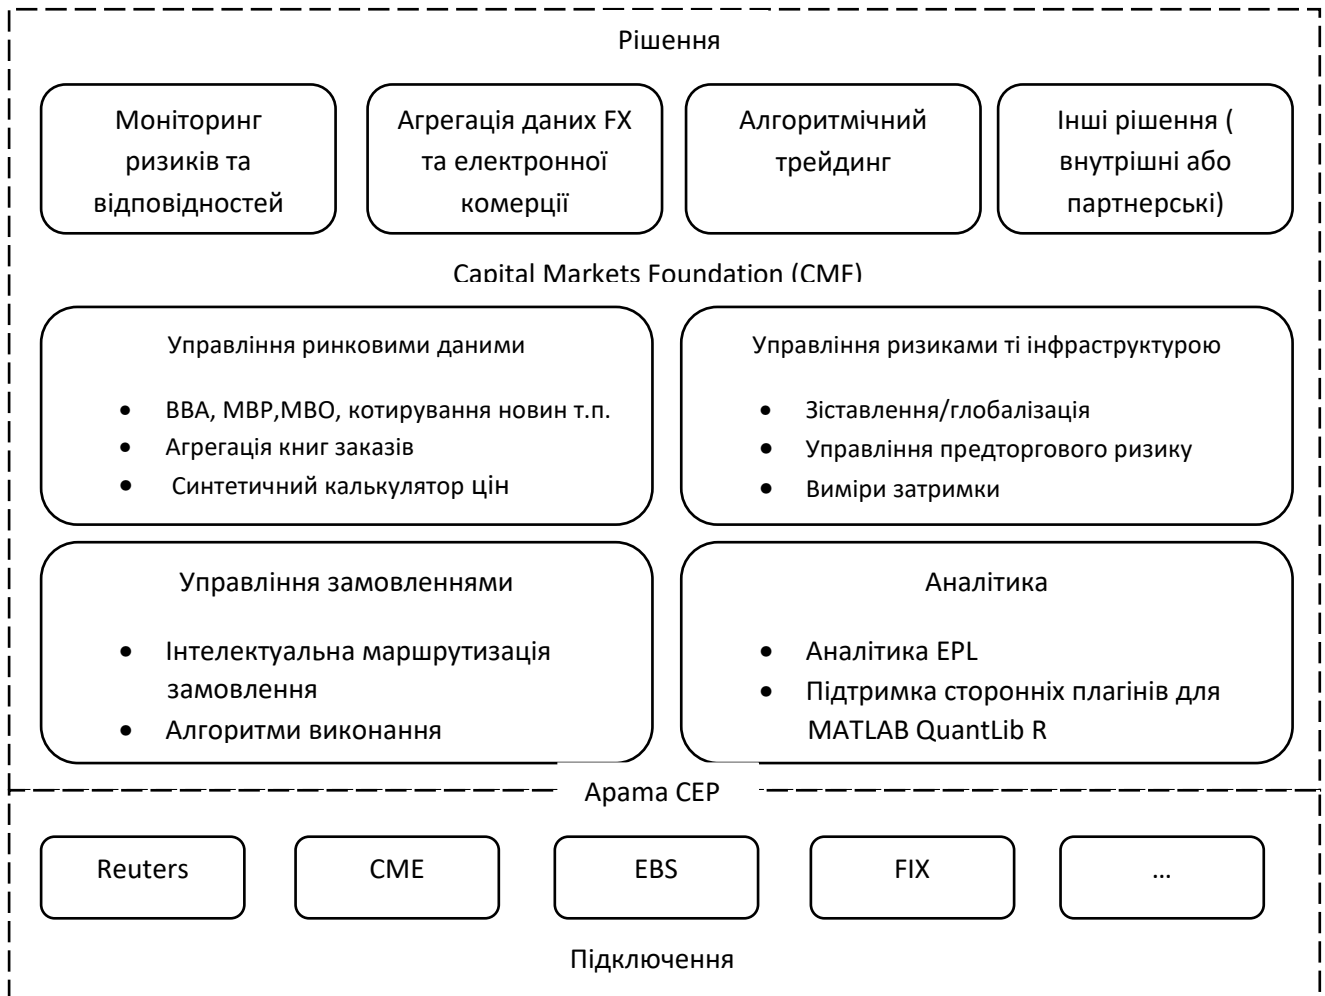 Рішення
Моніторинг
ризиків та
відповідностей
Агрегація даних FX
та електронної
комерції
Алгоритмічний
трейдинг
Інші рішення (
внутрішні або
партнерські)
Capital Markets Foundation (CMF)
Управління ринковими даними
• BBA, MBP,MBO, котирування новин т.п.
• Агрегація книг заказів
• Синтетичний калькулятор цін
Управління ризиками ті інфраструктурою
• Зіставлення/глобалізація
• Управління предторгового ризику
• Виміри затримки
Управління замовленнями
• Інтелектуальна маршрутизація
замовлення
• Алгоритми виконання
Аналітика
• Аналітика EPL
• Підтримка сторонніх плагінів для
MATLAB QuantLib R
Apama CEP
Reuters
CME
EBS
FIX
...
Підключення